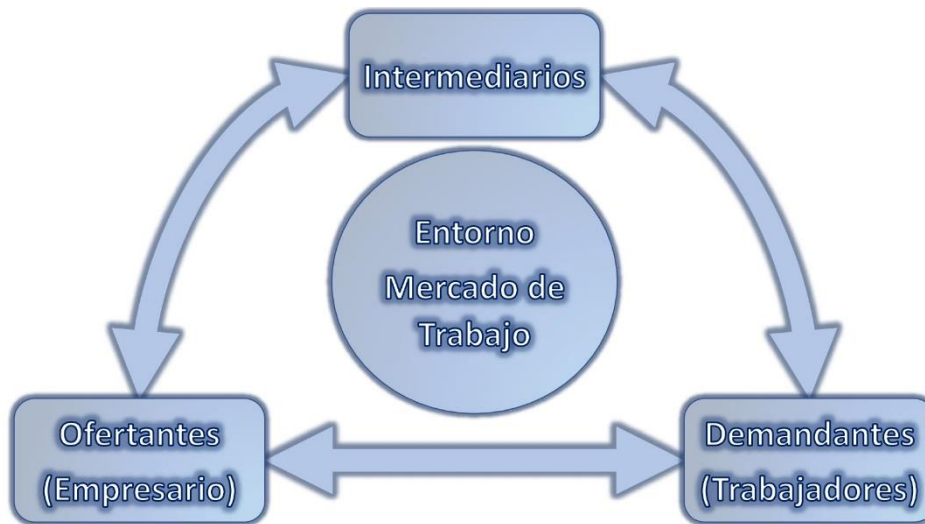 Intermediarios
Entorno
Mercado de
Trabajo
Ofertantes
(Empresario)
Demandantes
(Trabajadores)